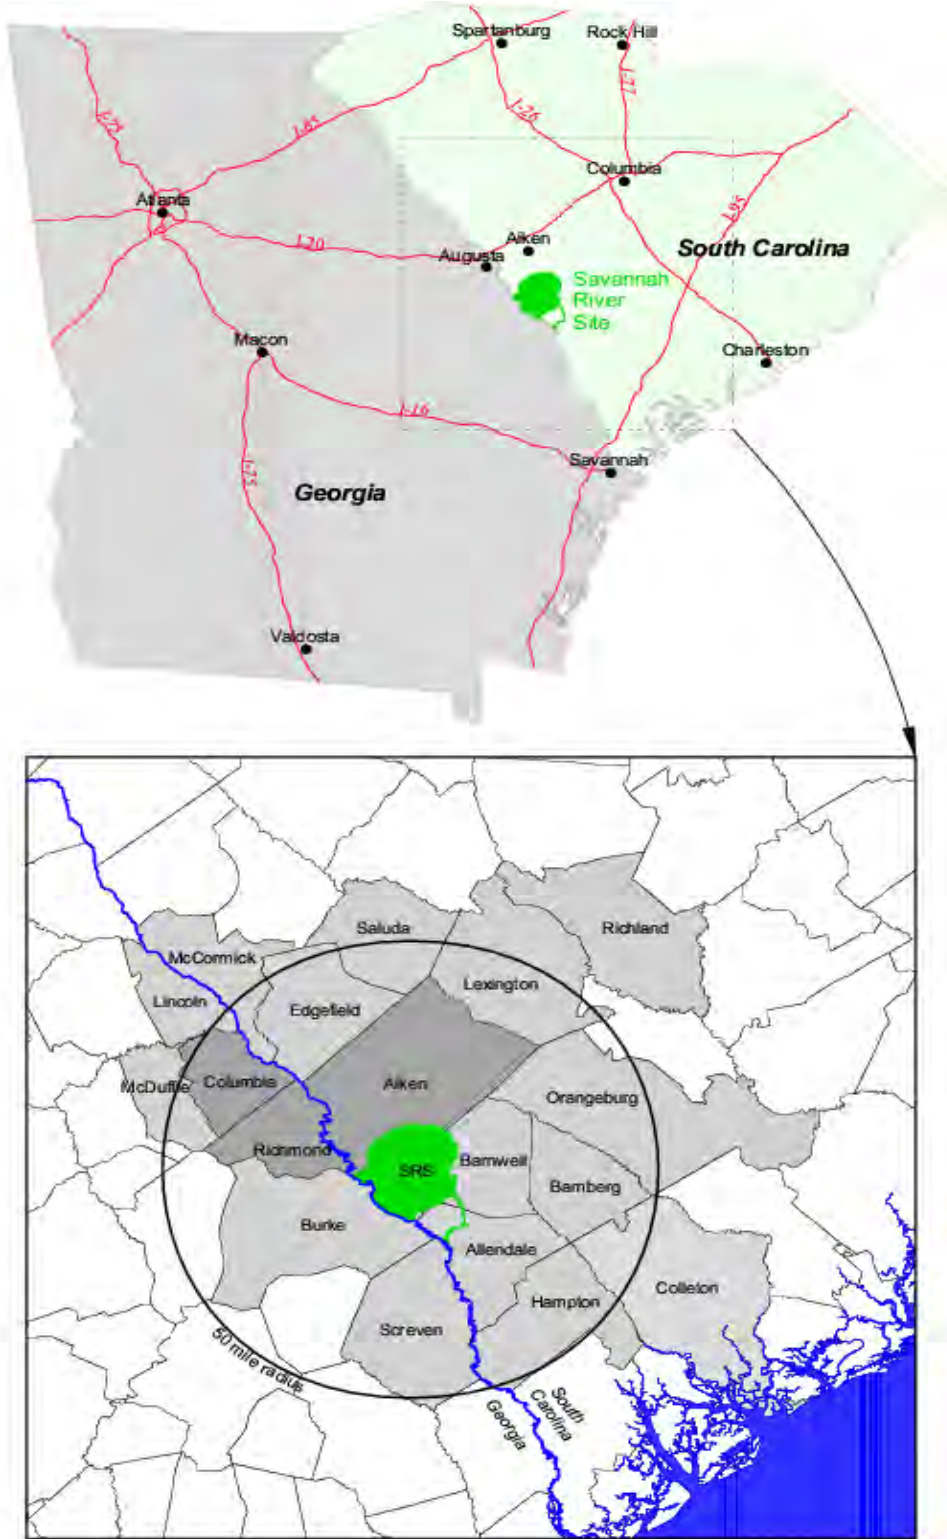 Spartanburg
Rock Hill
I-77
I-75
I-85
I-26
Columbia
Atlanta
I-95
I-20
Aiken
Augusta
South Carolina
Savannah
River
Site
Macon
Charleston
I-16
Savannah
I-75
Georgia
Valdosta
Saluda
Richland
McCormick
Lexington
Lincoln
Edgefield
McDuffie
Columbia
Aiken
Orangeburg
Richmond
SRS
Barnwell
Bamberg
Burke
Allendale
Colleton
Hampton
Screven
50 mile radius
South
Carolina
Georgia